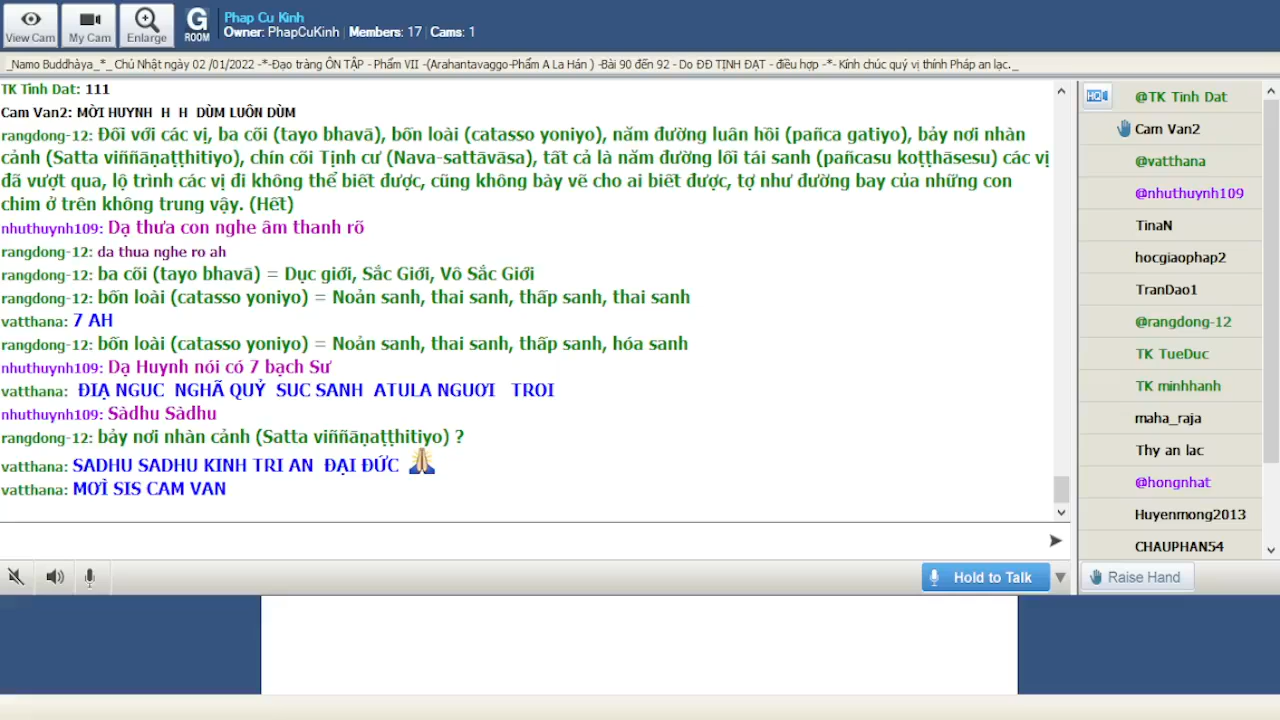 View Cam
My Cam
Enlarge
G
ROOM
Phap Cu Kinh
Owner: PhapCuKinh | Members: 17 | Cams: 1
_Namo Buddhàya_*_ Chủ Nhật ngày 02 /01/2022 -*-Đạo tràng ÔN TẬP - Phẩm VII -(Arahantavaggo-Phẩm A La Hán ) -Bài 90 đến 92 - Do ĐĐ TỊNH ĐẠT - điều hợp -*- Kính chúc quý vị thính Pháp an lạc._
TK Tinh Dat: 111
Cam Van2: MỜI HUYNH H H DÙM LUÔN DÙM
rangdong-12: Đối với các vị, ba cõi (tayo bhavā), bốn loài (catasso yoniyo), năm đường luân hồi (pañca gatiyo), bảy nơi nhàn
cảnh (Satta viññāṇaṭṭhitiyo), chín cõi Tịnh cư (Nava-sattāvāsa), tất cả là năm đường lối tái sanh (pañcasu koṭṭhāsesu) các vị
đã vượt qua, lộ trình các vị đi không thể biết được, cũng không bày vẽ cho ai biết được, tợ như đường bay của những con
chim ở trên không trung vậy. (Hết)
nhuthuynh109: Dạ thưa con nghe âm thanh rõ
rangdong-12: da thua nghe ro ah
rangdong-12: ba cõi (tayo bhavā) = Dục giới, Sắc Giới, Vô Sắc Giới
rangdong-12: bốn loài (catasso yoniyo) = Noản sanh, thai sanh, thấp sanh, thai sanh
vatthana: 7 AH
rangdong-12: bốn loài (catasso yoniyo) = Noản sanh, thai sanh, thấp sanh, hóa sanh
nhuthuynh109: Dạ Huynh nói có 7 bạch Sư
vatthana: ĐIẠ NGUC NGHÃ QUỶ SUC SANH ATULA NGUƠI TROI
nhuthuynh109: Sàdhu Sàdhu
rangdong-12: bảy nơi nhàn cảnh (Satta viññāṇaṭṭhitiyo) ?
vatthana: SADHU SADHU KINH TRI AN ĐẠI ĐỨC
vatthana: MƠÌ SIS CAM VAN
HQ
@TK Tinh Dat
Cam Van2
@vatthana
@nhuthuynh109
TinaN
hocgiaophap2
TranDao1
@rangdong-12
TK TueDuc
TK minhhanh
maha_raja
Thy an lac
@hongnhat
Huyenmong2013
CHAUPHAN54
Hold to Talk
Raise Hand